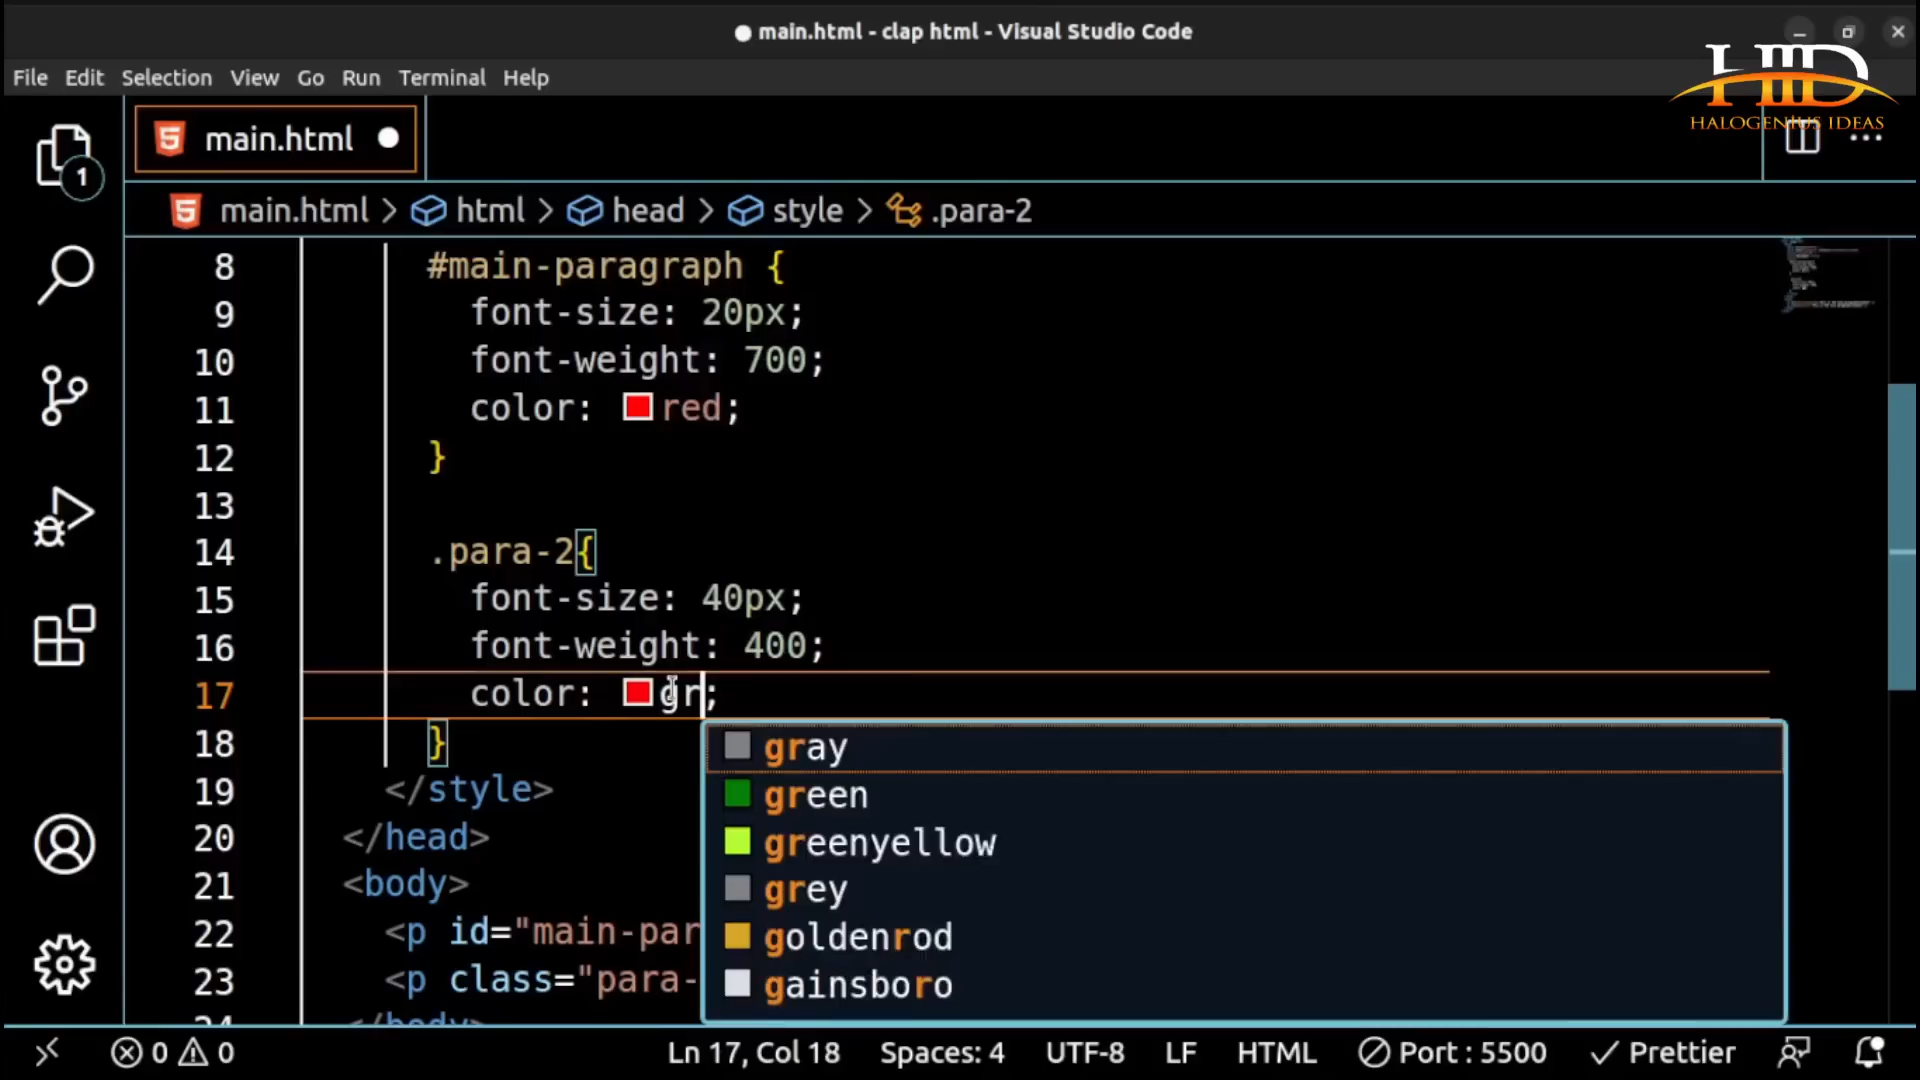 main.html - clap html - Visual Studio Code
File Edit Selection View Go Run Terminal Help
HID
HALOGENIUS IDEAS
main.html
1
main.html > html > head > style > .para-2
8 #main-paragraph {
9 font-size: 20px;
10 font-weight: 700;
11 color: red;
12 }
13
14 .para-2{
15 font-size: 40px;
16 font-weight: 400;
17 color: gr;
18 }
gray
19 </style>
green
20 </head>
greenyellow
21 <body>
grey
22 <p id="main-par
goldenrod
23 <p class="para-
gainsboro
24 </body>
0 0 Ln 17, Col 18 Spaces: 4 UTF-8 LF HTML Port : 5500 Prettier